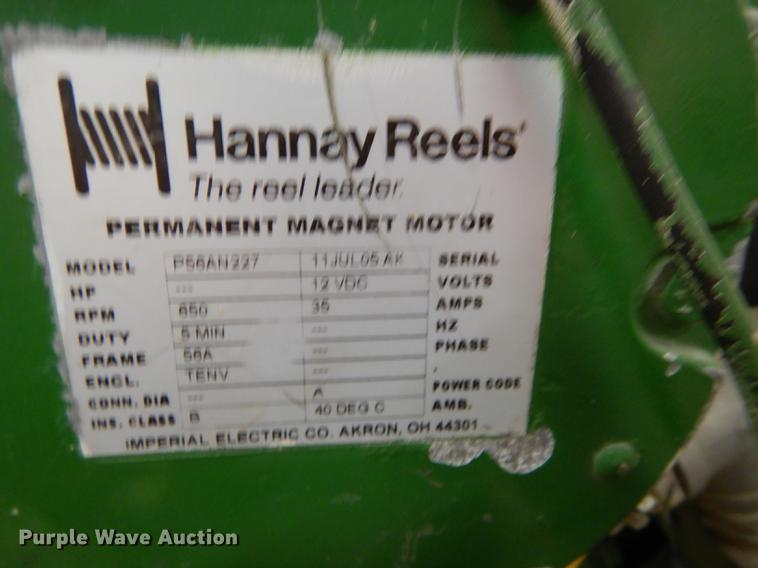 Hannay Reels
The reel leader.
PERMANENT MAGNET MOTOR
MODEL P56AN227 11JUL05 AK SERIAL
HP --- 12 VDC VOLTS
RPM 650 35 AMPS
DUTY 5 MIN --- HZ
FRAME 56A --- PHASE
ENCL. TENV ---
CONN. DIA --- A POWER CODE
INS. CLASS B 40 DEG C AMB.
IMPERIAL ELECTRIC CO. AKRON, OH 44301
Purple Wave Auction